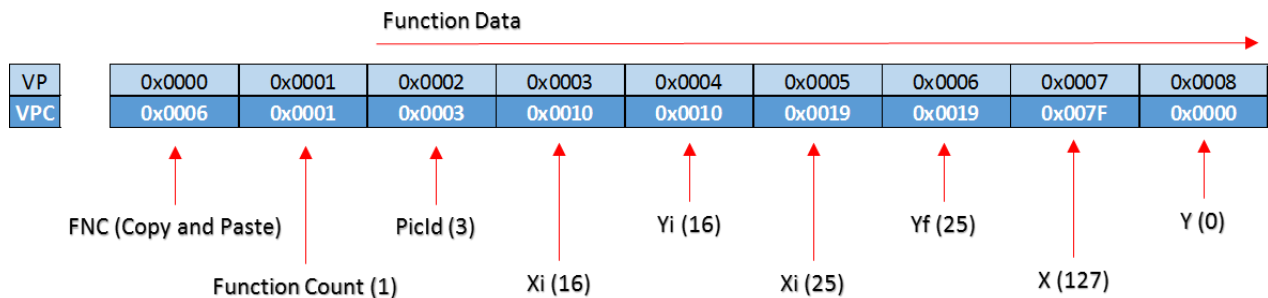 Function Data
VP 0x0000 0x0001 0x0002 0x0003 0x0004 0x0005 0x0006 0x0007 0x0008
VPC 0x0006 0x0001 0x0003 0x0010 0x0010 0x0019 0x0019 0x007F 0x0000
FNC (Copy and Paste) PicId (3) Yi (16) Yf (25) Y (0)
Function Count (1) Xi (16) Xi (25) X (127)